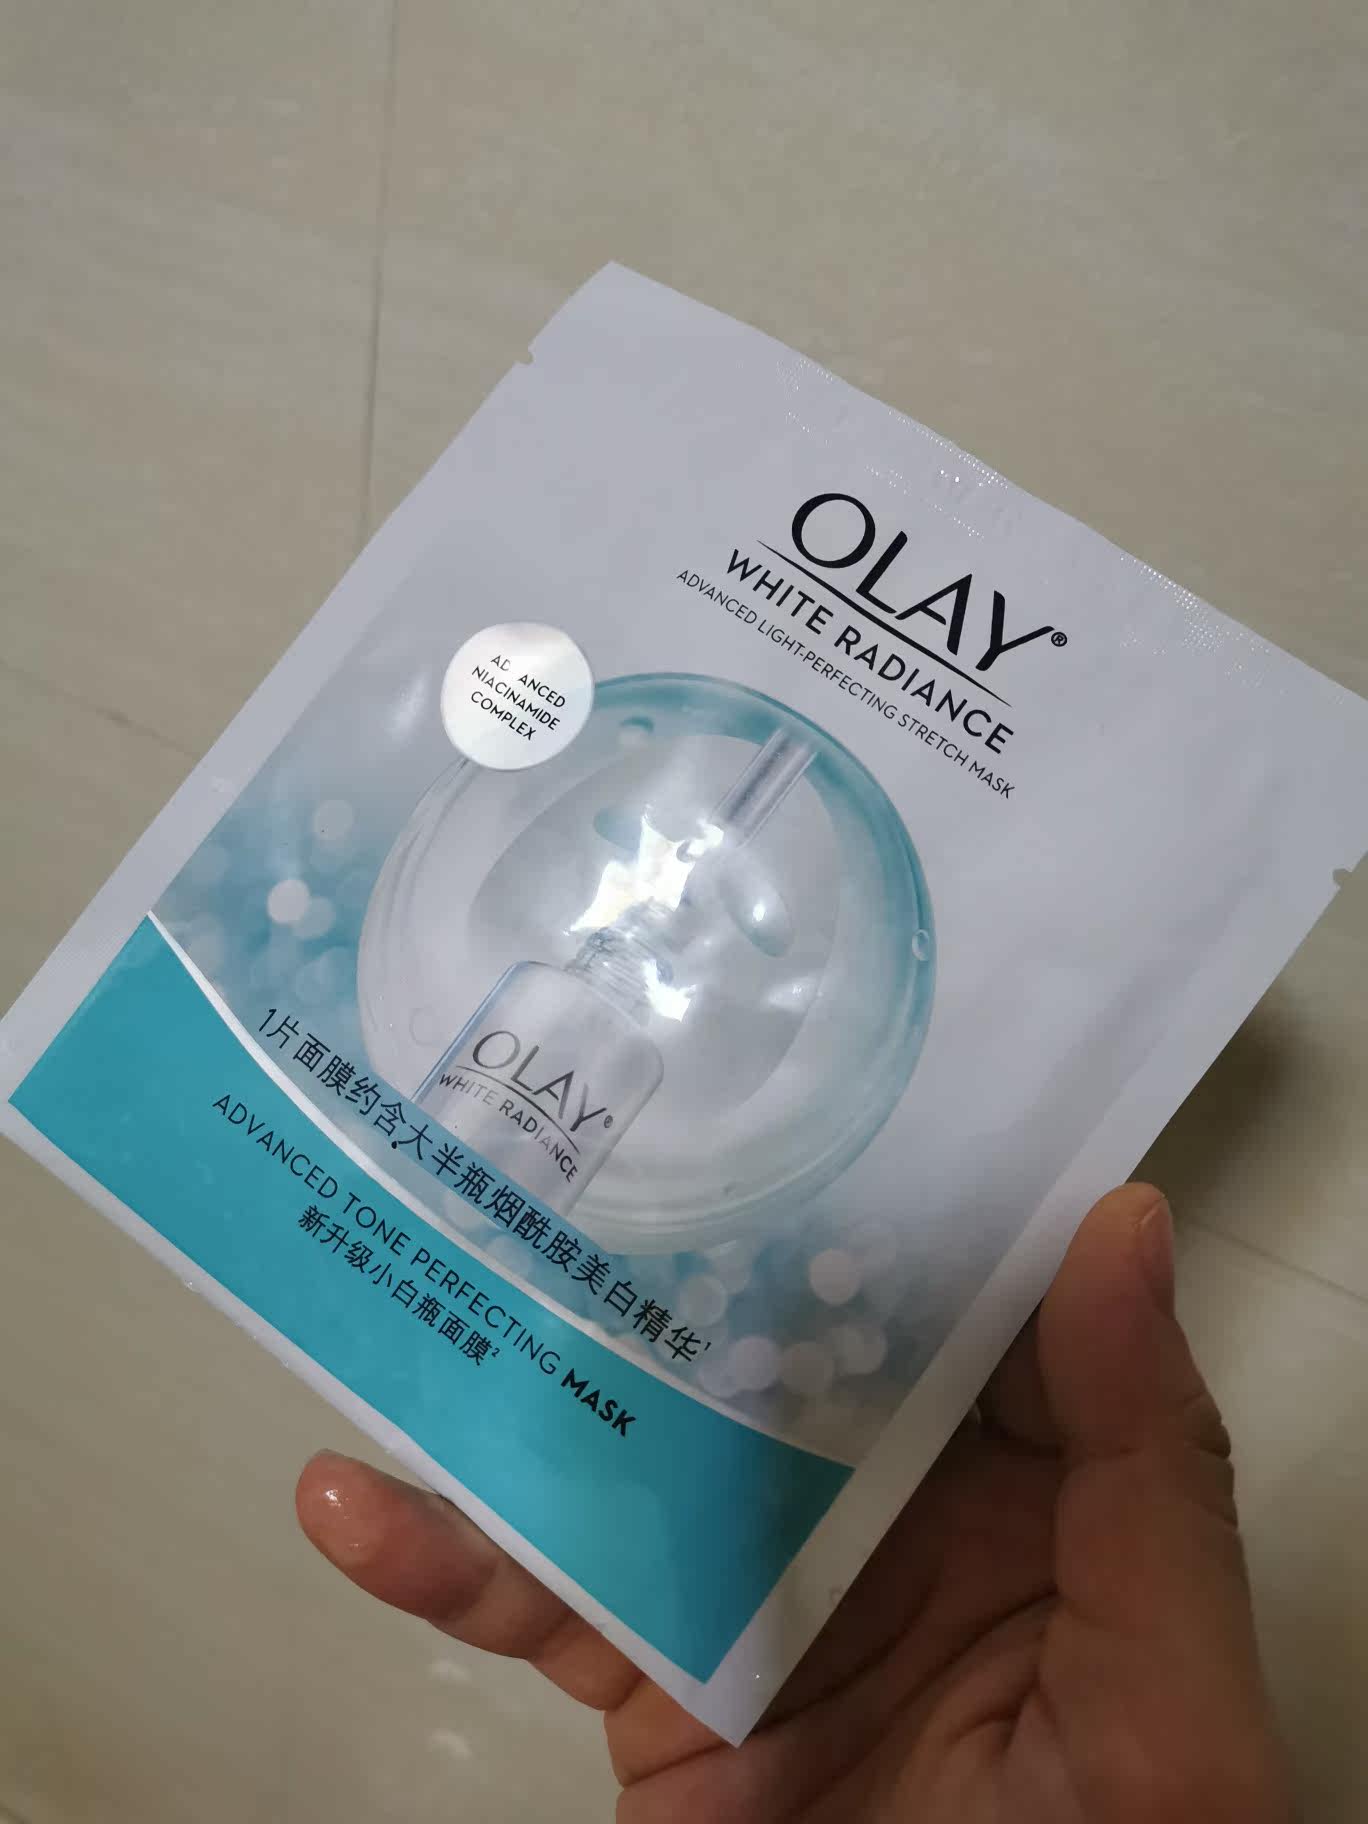 OLAY®
WHITE RADIANCE
ADVANCED LIGHT-PERFECTING STRETCH MASK
ADVANCED
NIACINAMIDE
COMPLEX
OLAY®
WHITE RADIANCE
1片面膜约含大半瓶烟酰胺美白精华¹
ADVANCED TONE PERFECTING MASK
新升级小白瓶面膜²